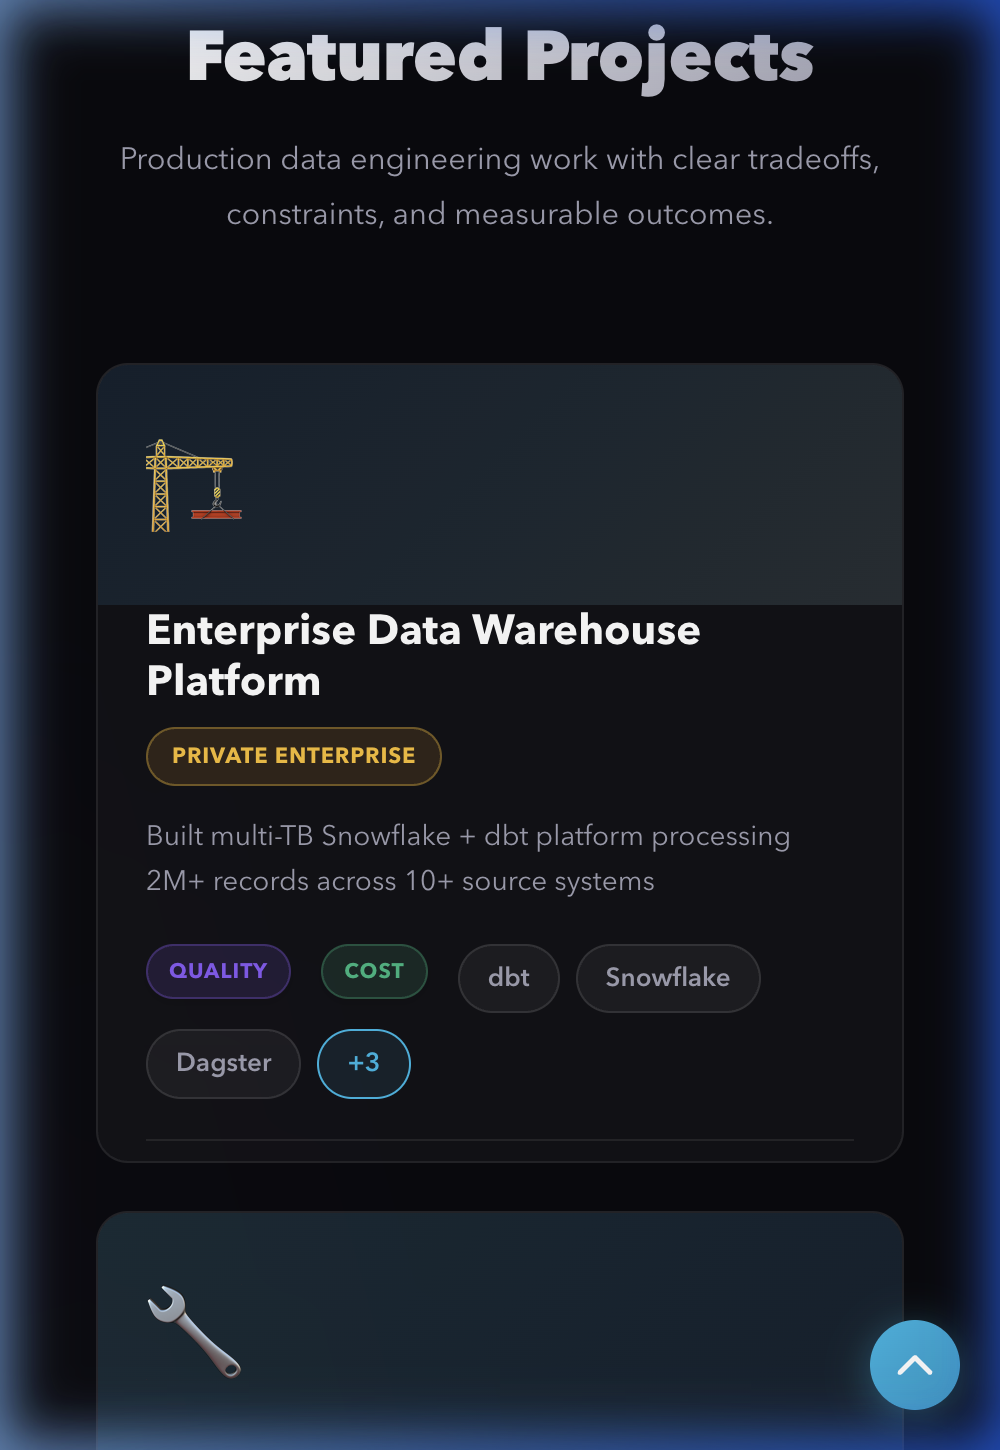 Featured Projects
Production data engineering work with clear tradeoffs,
constraints, and measurable outcomes.
Enterprise Data Warehouse
Platform
PRIVATE ENTERPRISE
Built multi-TB Snowflake + dbt platform processing
2M+ records across 10+ source systems
QUALITY COST dbt Snowflake
Dagster +3